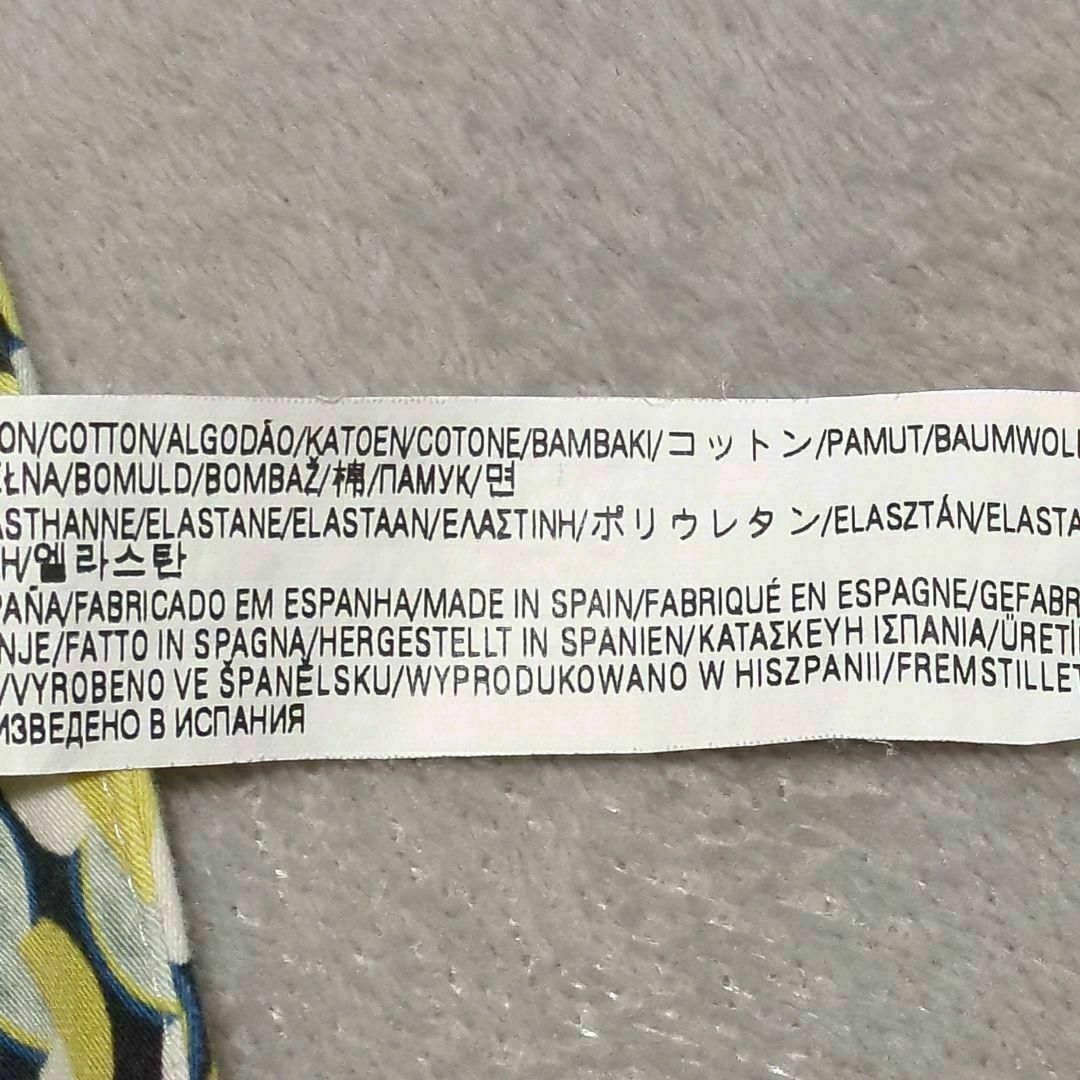 ON/COTTON/ALGODÃO/KATOEN/COTONE/BAMBAKI/コットン/PAMUT/BAUMWOLL
EŁNA/BOMULD/BOMBAŽ/棉/ПАМУК/면
ASTHANNE/ELASTANE/ELASTAAN/ΕΛΑΣΤΙΝΗ/ポリウレタン/ELASZTÁN/ELASTA
H/엘라스탄
PAÑA/FABRICADO EM ESPANHA/MADE IN SPAIN/FABRIQUÉ EN ESPAGNE/GEFABR
NJE/FATTO IN SPAGNA/HERGESTELLT IN SPANIEN/ΚΑΤΑΣΚΕΥΗ ΙΣΠΑΝΙΑ/ÜRETİ
/VYROBENO VE ŠPANĚLSKU/WYPRODUKOWANO W HISZPANII/FREMSTILLET
ИЗВЕДЕНО В ИСПАНИЯ